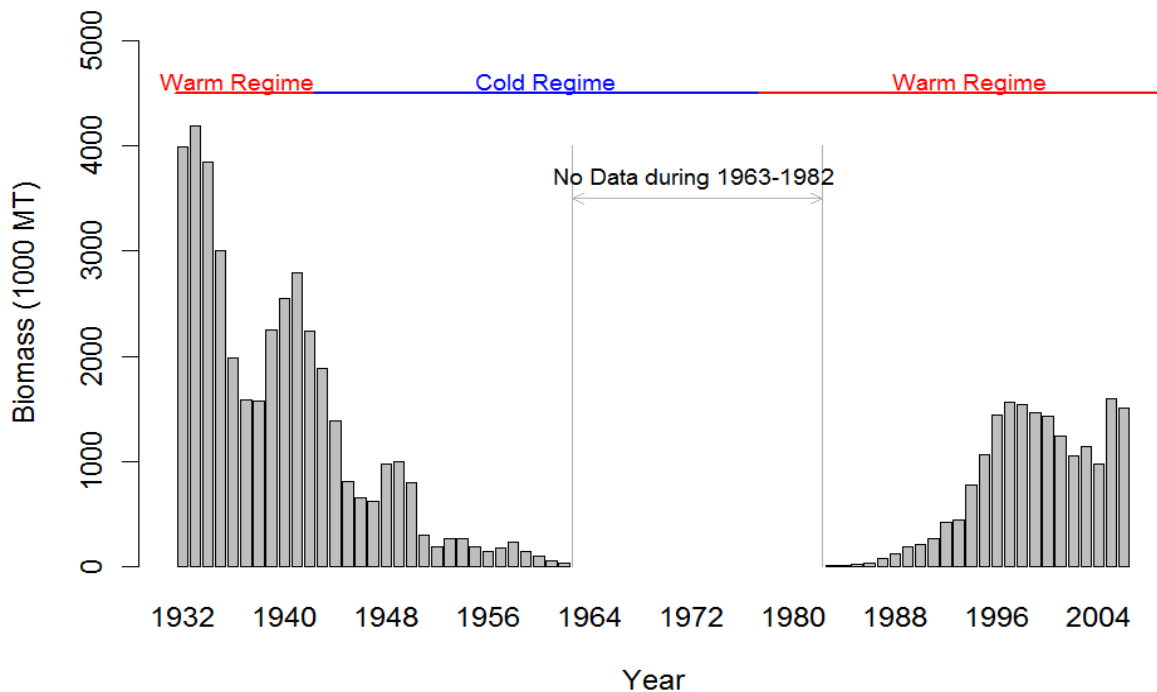 5000
4000
3000
2000
1000
0
Biomass (1000 MT)
Warm Regime
Cold Regime
Warm Regime
No Data during 1963-1982
1932 1940 1948 1956 1964 1972 1980 1988 1996 2004
Year